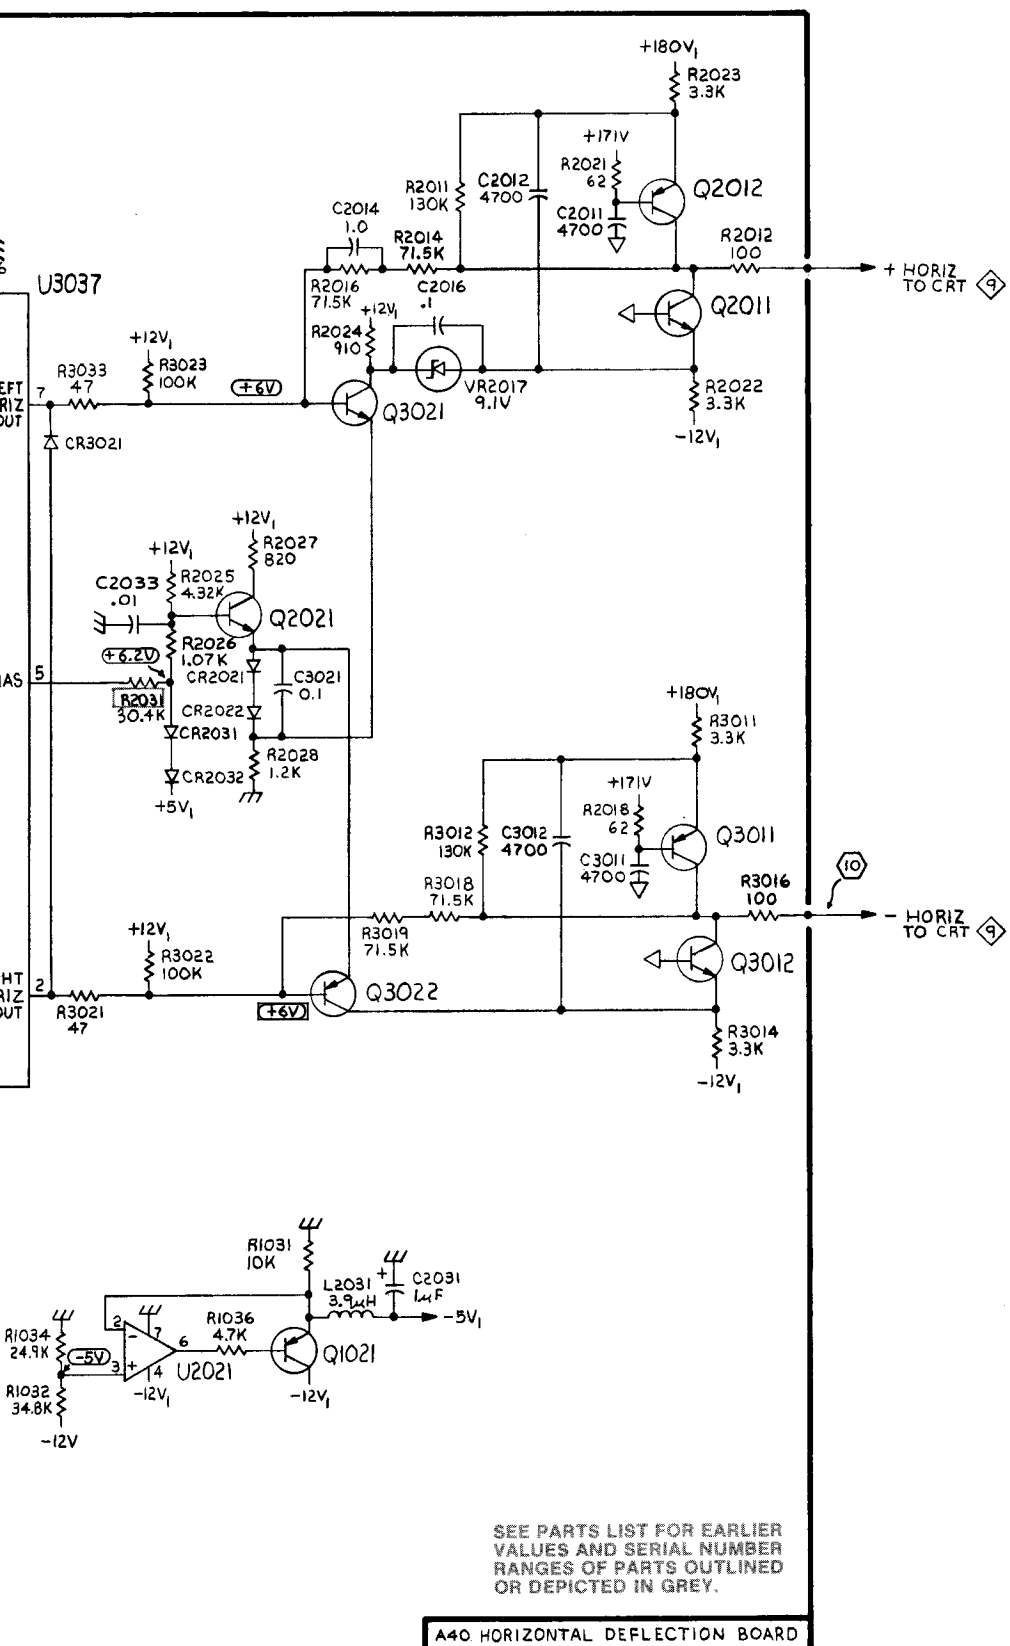 +180V₁
R2023
3.3K
+171V
R2021
62
C2012
4700
R2011
130K
Q2012
C2011
4700
C2014
1.0
R2014
71.5K
R2012
100
+ HORIZ
TO CRT 9
R2016
71.5K
C2016
.1
Q2011
U3037
+12V₁
R2024
910
+12V₁
R3023
100K
R3033
47
+6V
VR2017
9.1V
R2022
3.3K
-12V₁
7
Q3021
CR3021
+12V₁
R2027
820
+12V₁
R2025
4.32K
C2033
.01
Q2021
R2026
1.07K
+6.2V
CR2021
C3021
0.1
5
R2031
30.4K
CR2022
CR2031
R2028
1.2K
CR2032
+5V₁
+180V₁
R3011
3.3K
+171V
R2018
62
R3012
130K
C3012
4700
Q3011
C3011
4700
R3018
71.5K
R3016
100
10
- HORIZ
TO CRT 9
R3019
71.5K
+12V₁
R3022
100K
Q3012
2
Q3022
+6V
R3021
47
R3014
3.3K
-12V₁
R1031
10K
L2031
3.9μH
+
C2031
1μF
-5V₁
R1034
24.9K
2
-
7
R1036
4.7K
6
-5V
3
+
4
U2021
Q1021
R1032
34.8K
-12V₁
-12V₁
-12V
SEE PARTS LIST FOR EARLIER
VALUES AND SERIAL NUMBER
RANGES OF PARTS OUTLINED
OR DEPICTED IN GREY.
A40 HORIZONTAL DEFLECTION BOARD